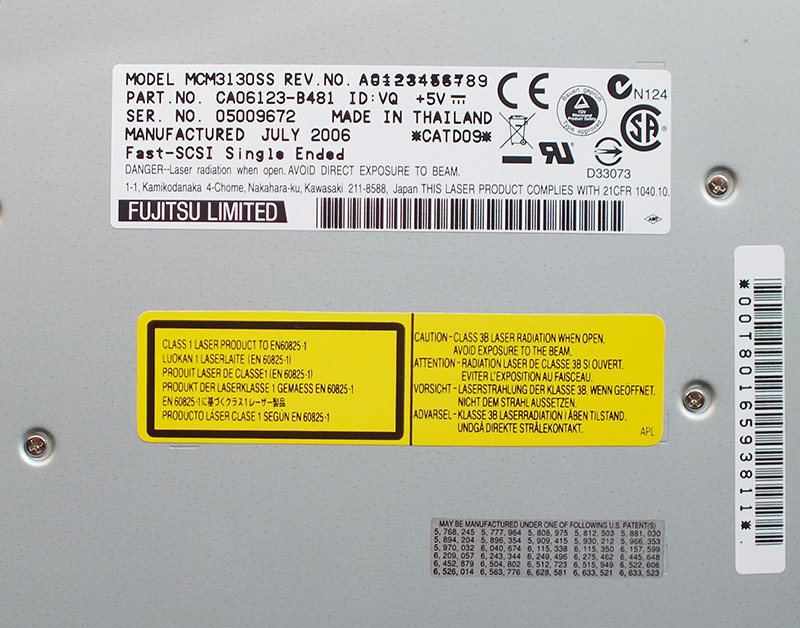 MODEL MCM3130SS REV.NO. A0123456789
PART.NO. CA06123-B481 ID:VQ +5V
SER. NO. 05009672 MADE IN THAILAND
MANUFACTURED JULY 2006 *CATD09*
Fast-SCSI Single Ended
DANGER--Laser radiation when open. AVOID DIRECT EXPOSURE TO BEAM.
1-1, Kamikodanaka 4-Chome, Nakahara-ku, Kawasaki 211-8588, Japan THIS LASER PRODUCT COMPLIES WITH 21CFR 1040.10.
FUJITSU LIMITED
CE
Bauart geprüft
TÜV
Type approved
N124
SA
D33073
CLASS 1 LASER PRODUCT TO EN60825-1
LUOKAN 1 LASERLAITE (EN 60825-1)
PRODUIT LASER DE CLASSE1 (EN 60825-1)
PRODUKT DER LASERKLASSE 1 GEMAESS EN 60825-1
EN 60825-1に基づくクラス1レーザー製品
PRODUCTO LÁSER CLASE 1 SEGÚN EN 60825-1
CAUTION - CLASS 3B LASER RADIATION WHEN OPEN.
AVOID EXPOSURE TO THE BEAM.
ATTENTION - RADIATION LASER DE CLASSE 3B SI OUVERT.
EVITER L'EXPOSITION AU FAISCEAU.
VORSICHT - LASERSTRAHLUNG DER KLASSE 3B, WENN GEÖFFNET.
NICHT DEM STRAHL AUSSETZEN.
ADVARSEL - KLASSE 3B LASERRADIATION I ÅBEN TILSTAND.
UNDGÅ DIREKTE STRÅLEKONTAKT.
APL
*00T8016593811*
MAY BE MANUFACTURED UNDER ONE OF FOLLOWING U.S. PATENT(S)
5, 768, 245 5, 777, 964 5, 808, 975 5, 812, 503 5, 881, 030
5, 894, 204 5, 896, 354 5, 909, 415 5, 930, 212 5, 966, 353
5, 970, 032 6, 040, 674 6, 115, 338 6, 115, 350 6, 157, 599
6, 209, 057 6, 243, 344 6, 249, 496 6, 275, 462 6, 445, 648
6, 452, 879 6, 504, 802 6, 512, 723 6, 515, 949 6, 522, 606
6, 526, 014 6, 563, 776 6, 628, 581 6, 633, 521 6, 633, 523